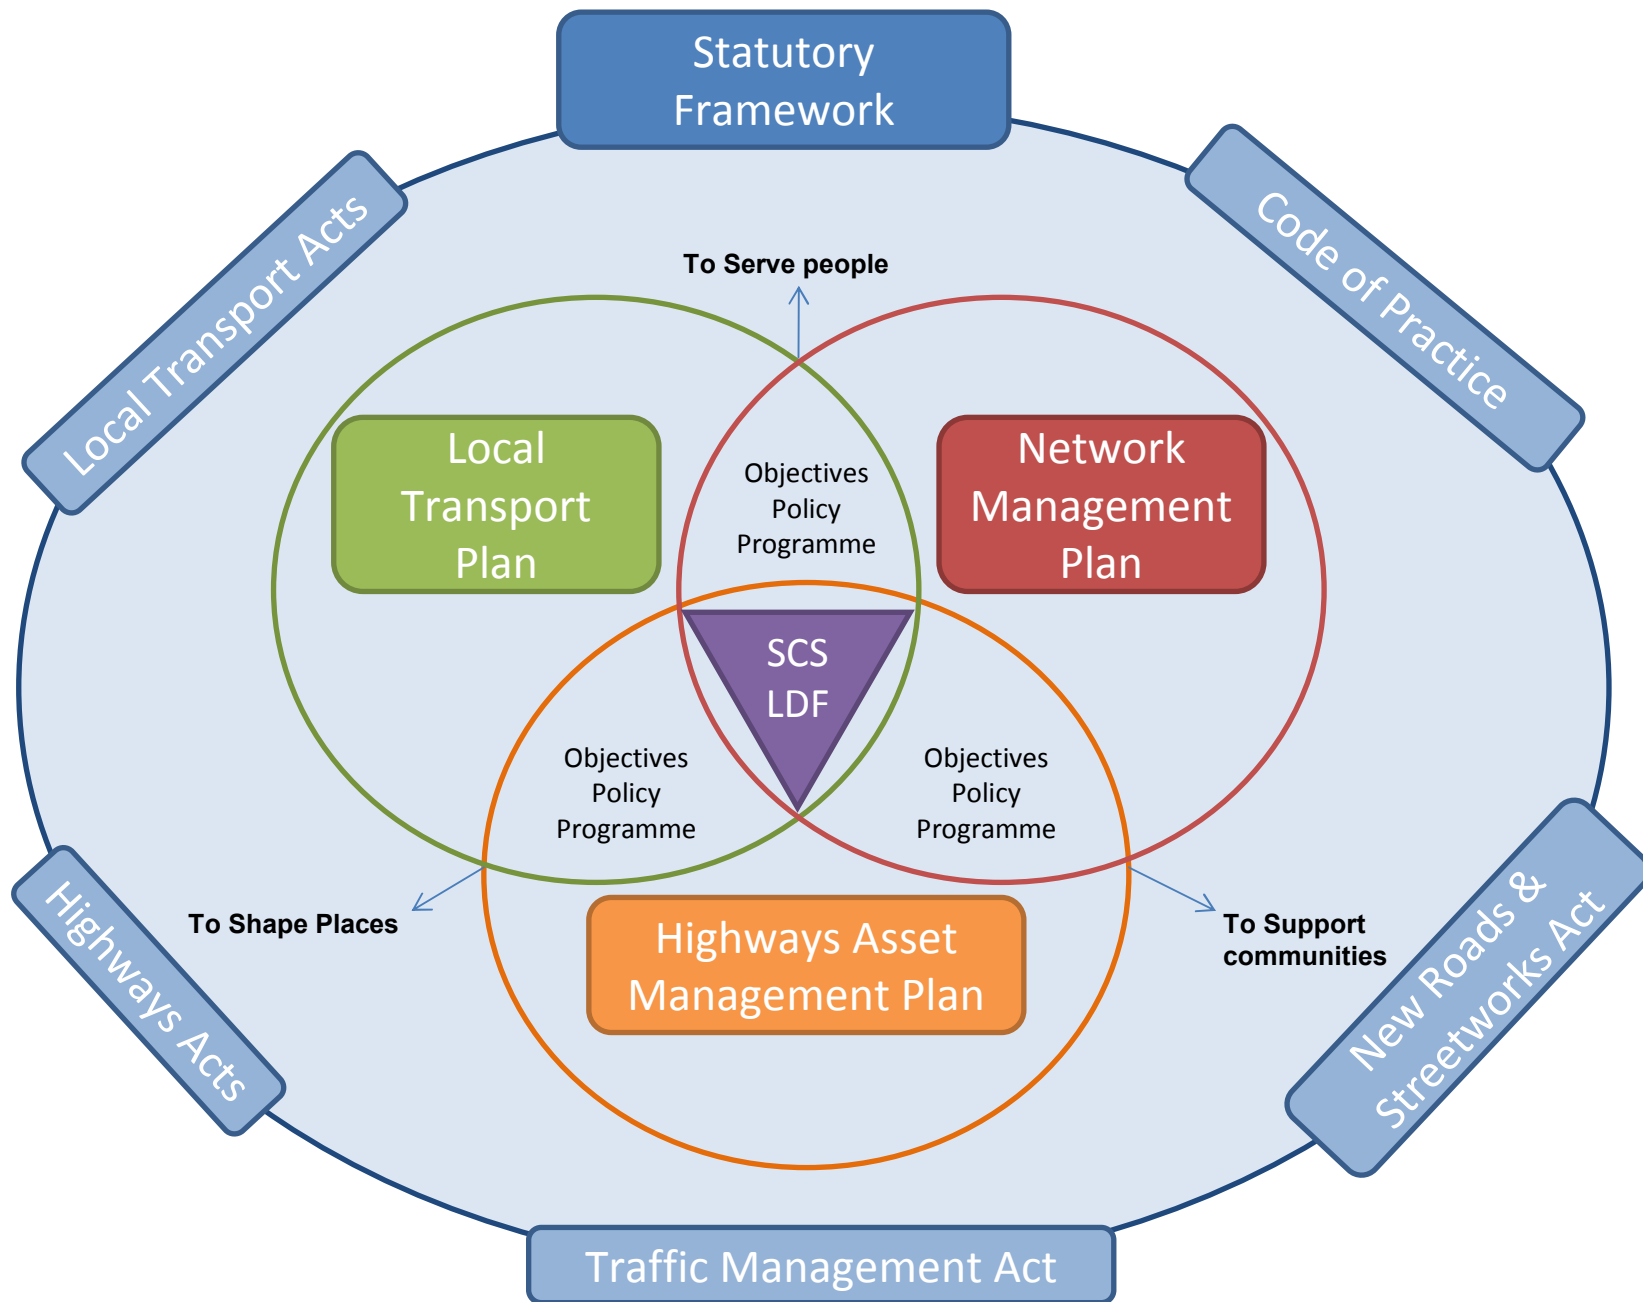 Statutory
Framework
Local Transport Acts
Code of Practice
To Serve people
Local
Transport
Plan
Objectives
Policy
Programme
Network
Management
Plan
SCS
LDF
Objectives
Policy
Programme
Objectives
Policy
Programme
Highways Acts
To Shape Places
Highways Asset
Management Plan
To Support
communities
New Roads &
Streetworks Act
Traffic Management Act